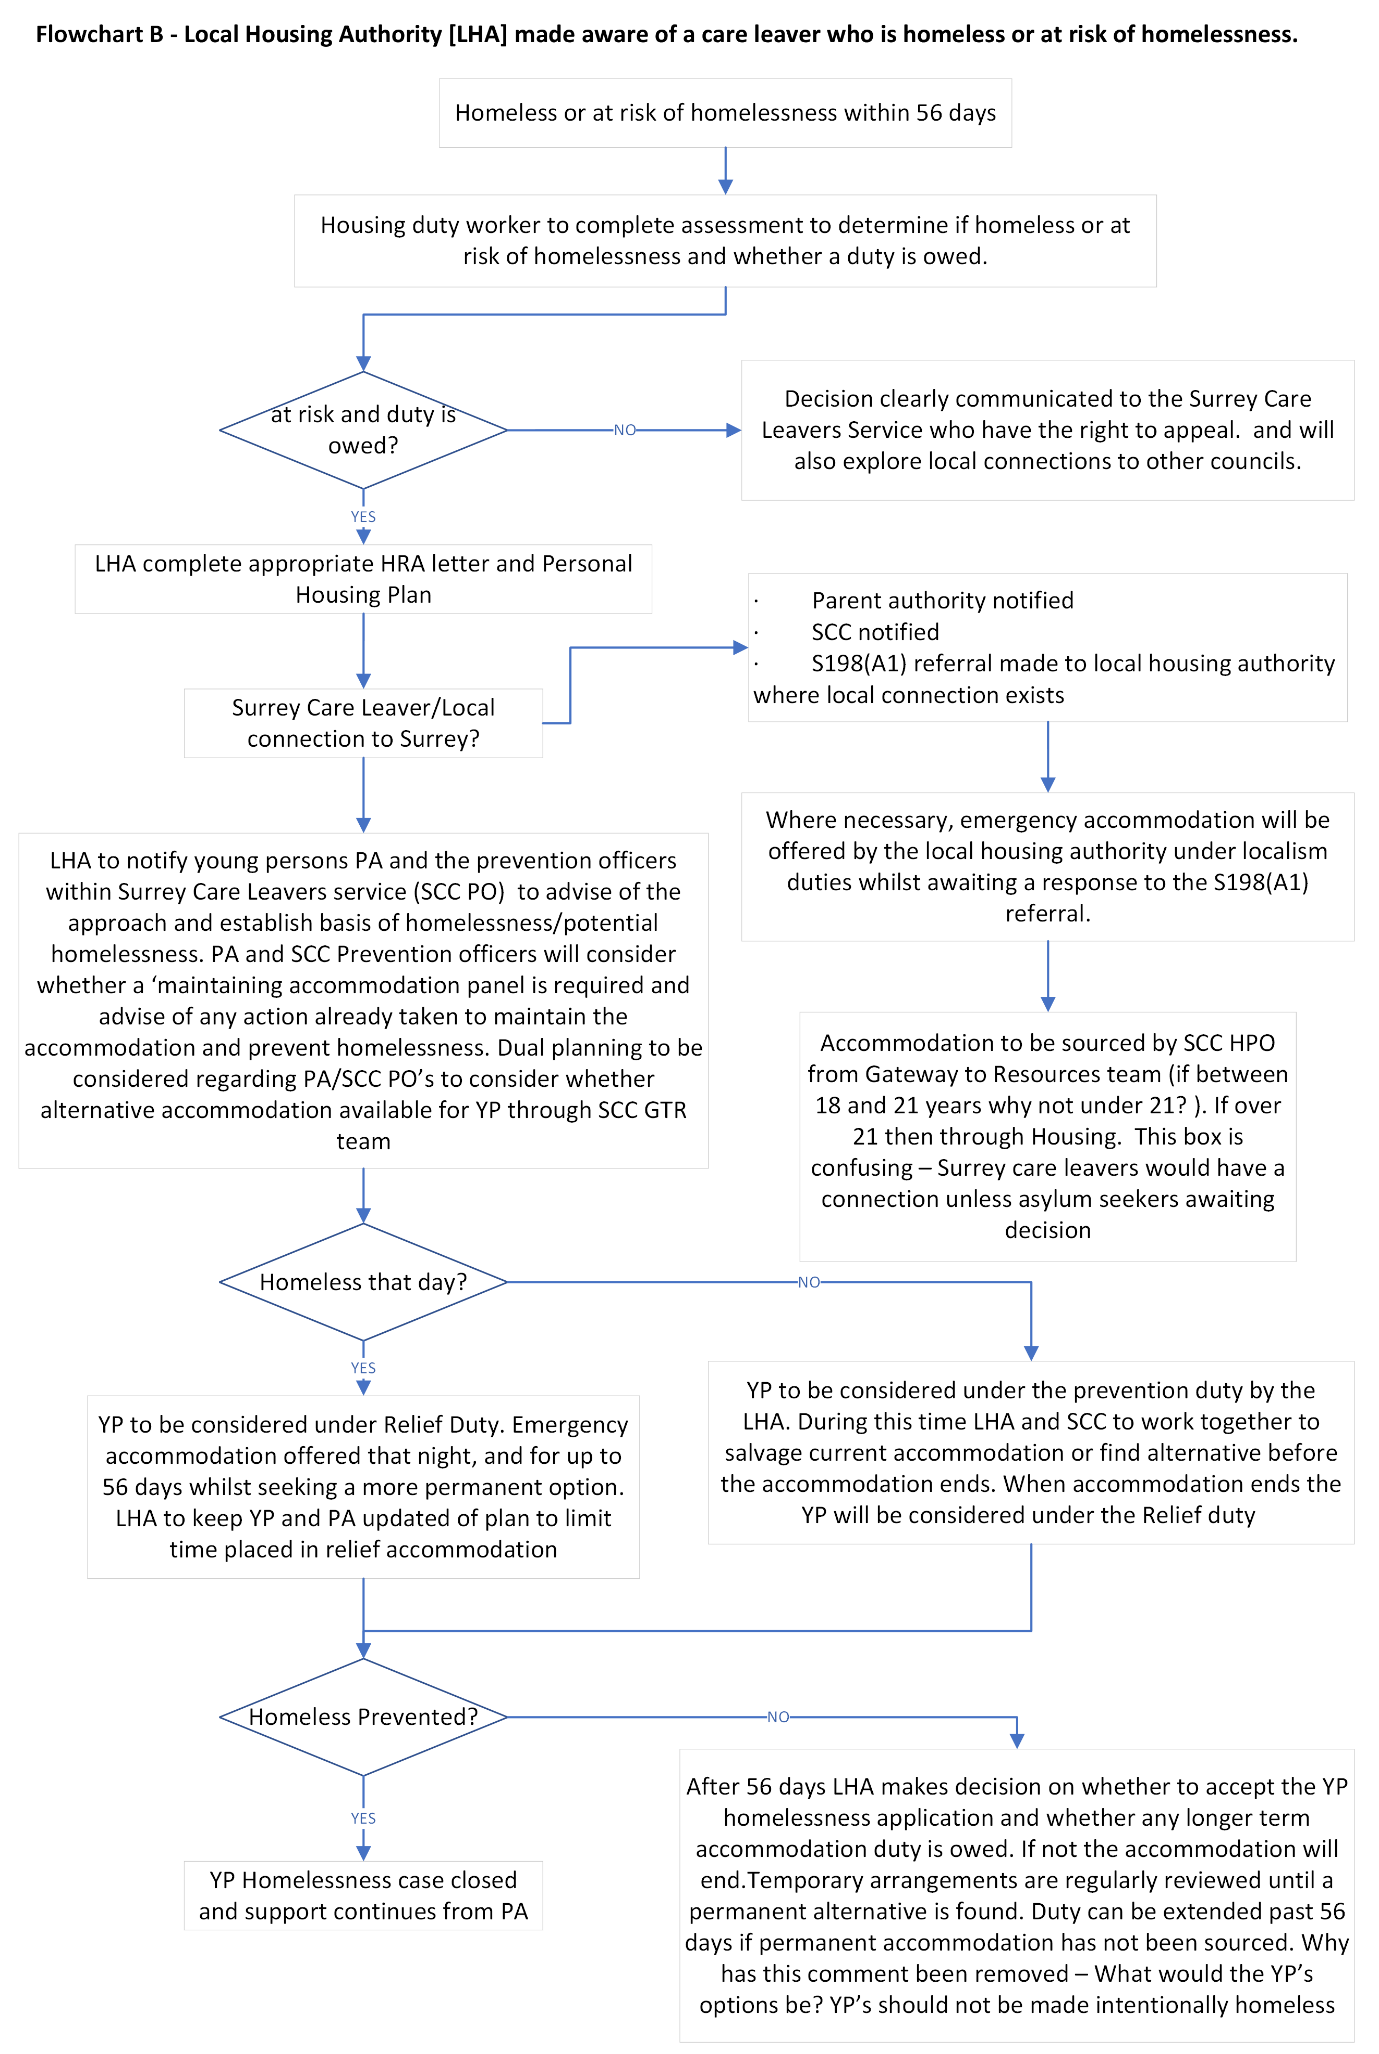 Flowchart B - Local Housing Authority [LHA] made aware of a care leaver who is homeless or at risk of homelessness.
Homeless or at risk of homelessness within 56 days
Housing duty worker to complete assessment to determine if homeless or at
risk of homelessness and whether a duty is owed.
at risk and duty is
owed?
NO
Decision clearly communicated to the Surrey Care
Leavers Service who have the right to appeal.  and will
also explore local connections to other councils.
YES
LHA complete appropriate HRA letter and Personal
Housing Plan
· Parent authority notified
· SCC notified
· S198(A1) referral made to local housing authority
where local connection exists
Surrey Care Leaver/Local
connection to Surrey?
Where necessary, emergency accommodation will be
offered by the local housing authority under localism
duties whilst awaiting a response to the S198(A1)
referral.
LHA to notify young persons PA and the prevention officers
within Surrey Care Leavers service (SCC PO)  to advise of the
approach and establish basis of homelessness/potential
homelessness. PA and SCC Prevention officers will consider
whether a ‘maintaining accommodation panel is required and
advise of any action already taken to maintain the
accommodation and prevent homelessness. Dual planning to be
considered regarding PA/SCC PO’s to consider whether
alternative accommodation available for YP through SCC GTR
team
Accommodation to be sourced by SCC HPO
from Gateway to Resources team (if between
18 and 21 years why not under 21? ). If over
21 then through Housing.  This box is
confusing – Surrey care leavers would have a
connection unless asylum seekers awaiting
decision
Homeless that day?
NO
YES
YP to be considered under Relief Duty. Emergency
accommodation offered that night, and for up to
56 days whilst seeking a more permanent option.
LHA to keep YP and PA updated of plan to limit
time placed in relief accommodation
YP to be considered under the prevention duty by the
LHA. During this time LHA and SCC to work together to
salvage current accommodation or find alternative before
the accommodation ends. When accommodation ends the
YP will be considered under the Relief duty
Homeless Prevented?
NO
YES
YP Homelessness case closed
and support continues from PA
After 56 days LHA makes decision on whether to accept the YP
homelessness application and whether any longer term
accommodation duty is owed. If not the accommodation will
end.Temporary arrangements are regularly reviewed until a
permanent alternative is found. Duty can be extended past 56
days if permanent accommodation has not been sourced. Why
has this comment been removed – What would the YP’s
options be? YP’s should not be made intentionally homeless